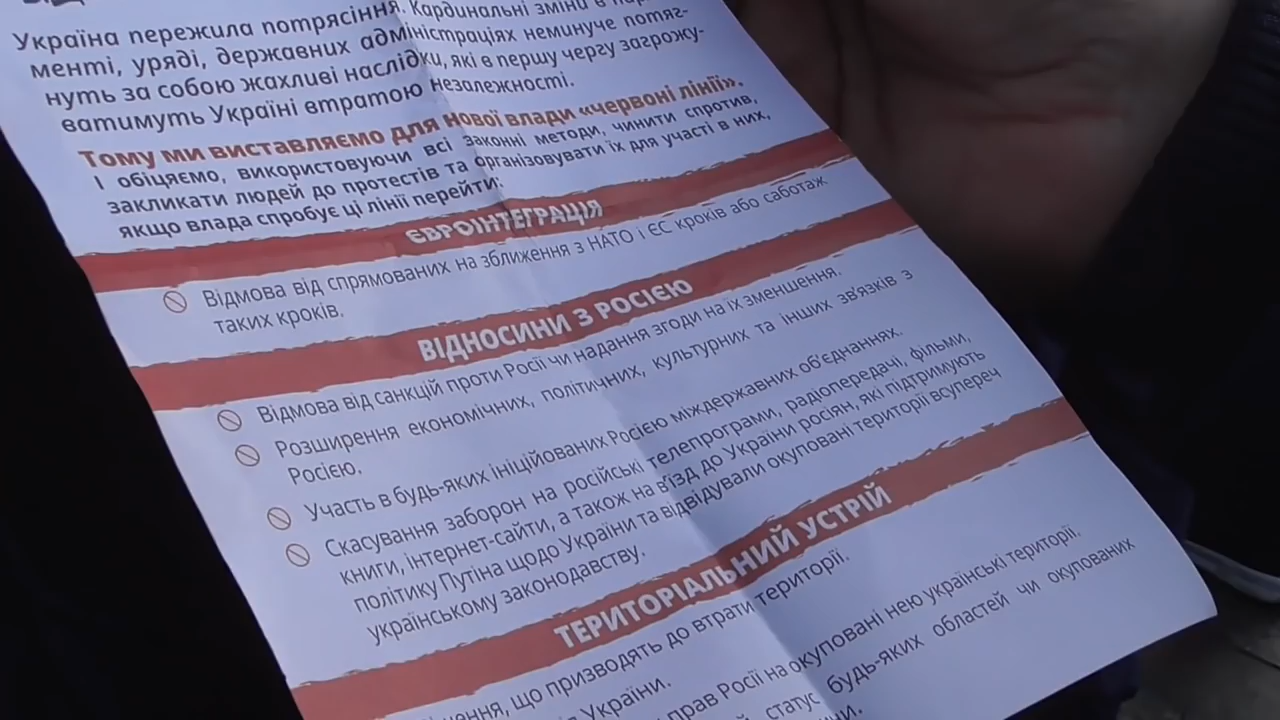 Україна пережила потрясіння. Кардинальні зміни в
менті, уряді, державних адміністраціях неминуче потяг-
нуть за собою жахливі наслідки, які в першу чергу загрожу-
ватимуть Україні втратою незалежності.
Тому ми виставляємо для нової влади «червоні лінії».
І обіцяємо, використовуючи всі законні методи, чинити спротив,
закликати людей до протестів та організовувати їх для участі в них,
якщо влада спробує ці лінії перейти:
ЄВРОІНТЕГРАЦІЯ
Відмова від спрямованих на зближення з НАТО і ЄС кроків або саботаж
таких кроків.
ВІДНОСИНИ З РОСІЄЮ
Відмова від санкцій проти Росії чи надання згоди на їх зменшення.
Розширення економічних, політичних, культурних та інших зв'язків з
Росією.
Участь в будь-яких ініційованих Росією міждержавних об'єднаннях.
Скасування заборон на російські телепрограми, радіопередачі, фільми,
книги, інтернет-сайти, а також на в'їзд до України росіян, які підтримують
політику Путіна щодо України та відвідували окуповані території всупереч
українському законодавству.
ТЕРИТОРІАЛЬНИЙ УСТРІЙ
що призводять до втрати території.
України.
прав Росії на окуповані нею українські території.
статус будь-яких областей чи окупованих